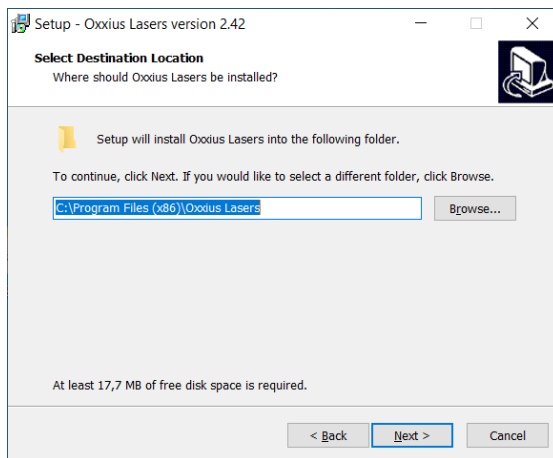 Setup - Oxxius Lasers version 2.42
Select Destination Location
Where should Oxxius Lasers be installed?
Setup will install Oxxius Lasers into the following folder.
To continue, click Next. If you would like to select a different folder, click Browse.
C:\Program Files (x86)\Oxxius Lasers
Browse...
At least 17,7 MB of free disk space is required.
< Back
Next >
Cancel